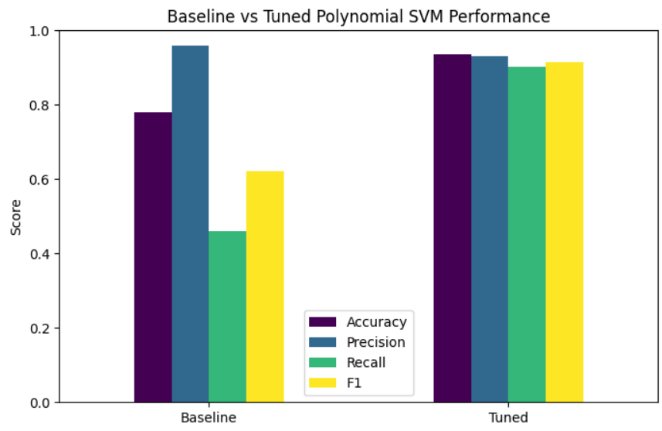 Baseline vs Tuned Polynomial SVM Performance
1.0
0.8
0.6
0.4
0.2
0.0
Score
Accuracy
Precision
Recall
F1
Baseline
Tuned